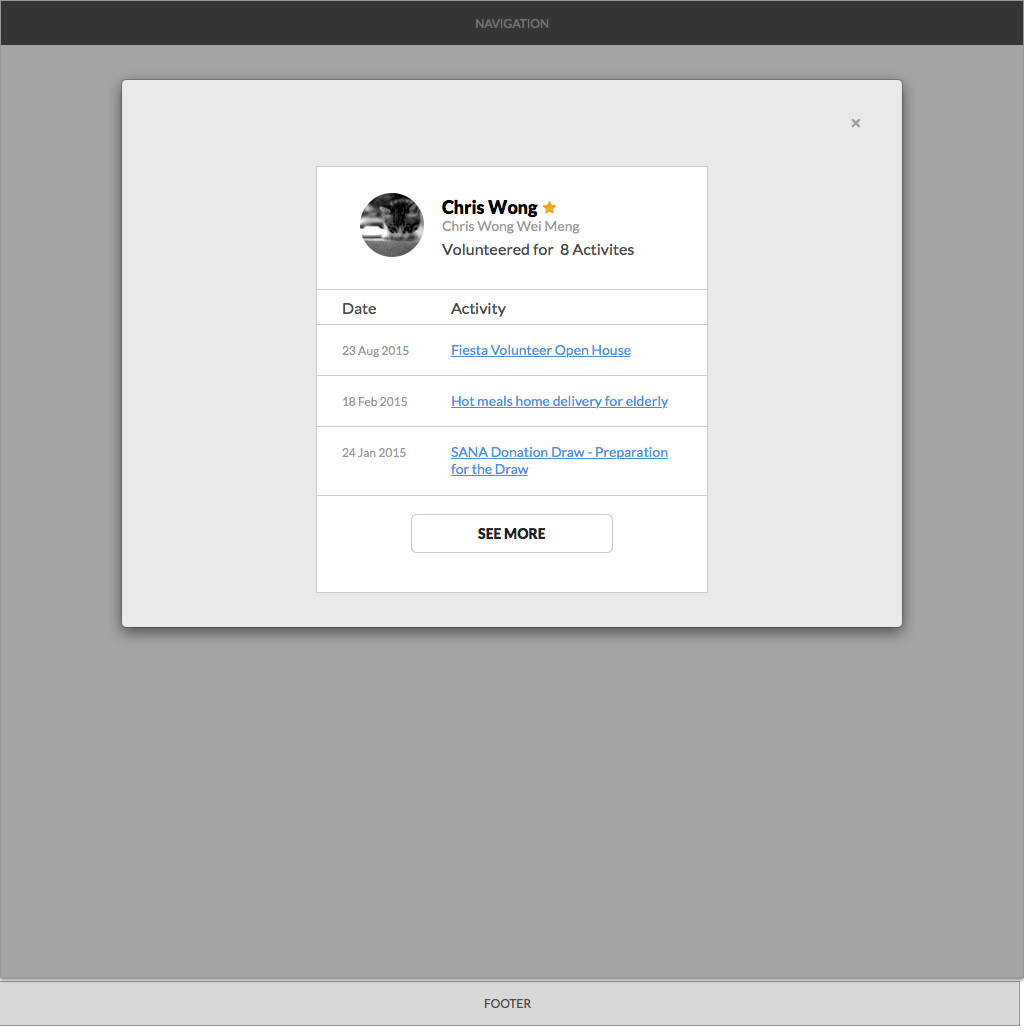 NAVIGATION
×
Chris Wong
Chris Wong Wei Meng
Volunteered for 8 Activites
Date Activity
23 Aug 2015 Fiesta Volunteer Open House
18 Feb 2015 Hot meals home delivery for elderly
24 Jan 2015 SANA Donation Draw - Preparation
for the Draw
SEE MORE
FOOTER